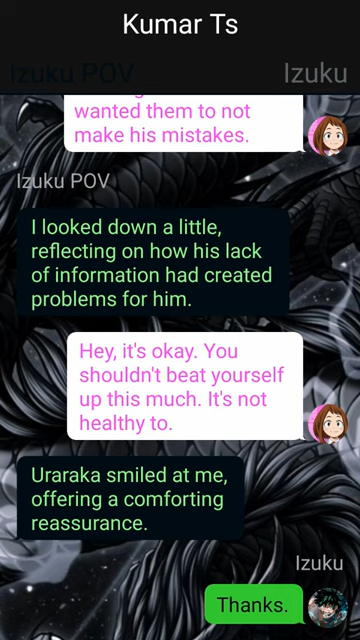 Kumar Ts
Izuku POV
Izuku
wanted them to not
make his mistakes.
Izuku POV
I looked down a little,
reflecting on how his lack
of information had created
problems for him.
Hey, it's okay. You
shouldn't beat yourself
up this much. It's not
healthy to.
Uraraka smiled at me,
offering a comforting
reassurance.
Izuku
Thanks.